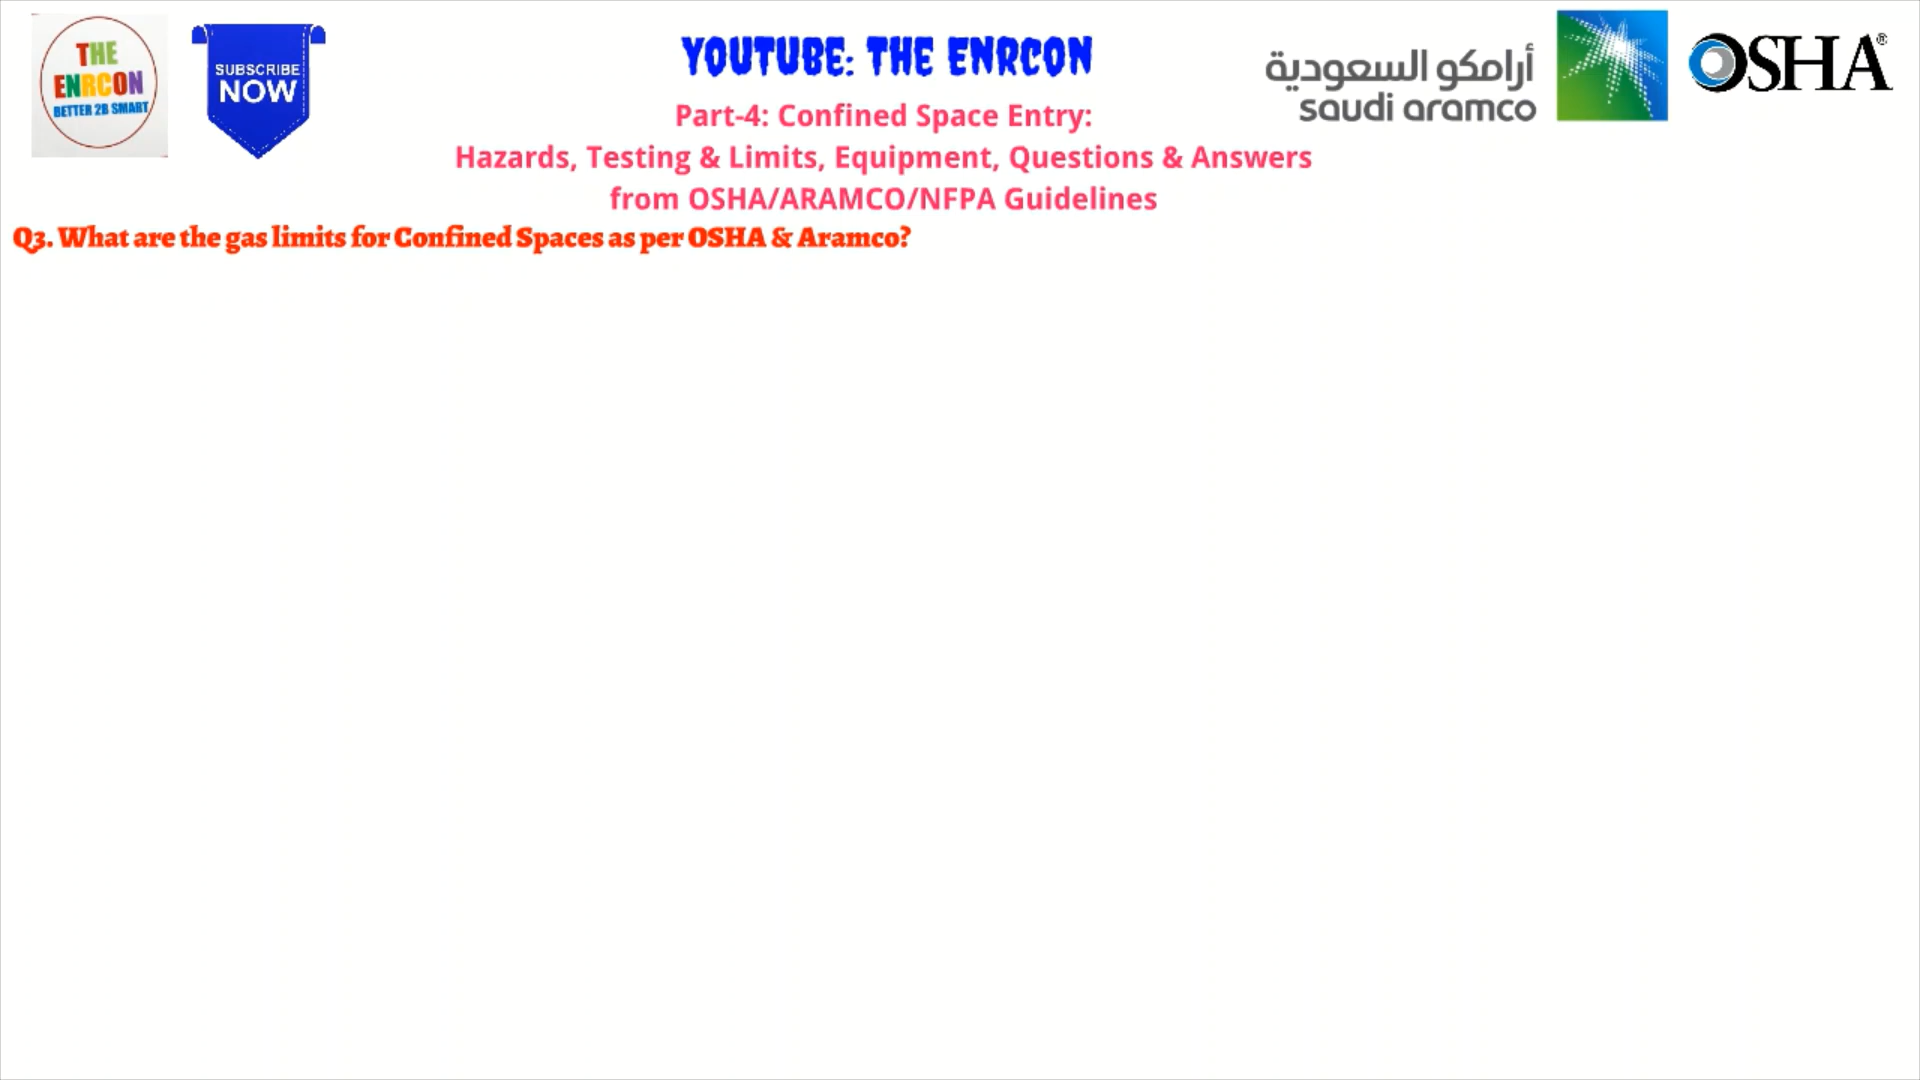 THE
ENRCON
BETTER 2B SMART
SUBSCRIBE
NOW
YOUTUBE: THE ENRCON
Part-4: Confined Space Entry:
Hazards, Testing & Limits, Equipment, Questions & Answers
from OSHA/ARAMCO/NFPA Guidelines
أرامكو السعودية
saudi aramco
OSHA®
Q3. What are the gas limits for Confined Spaces as per OSHA & Aramco?